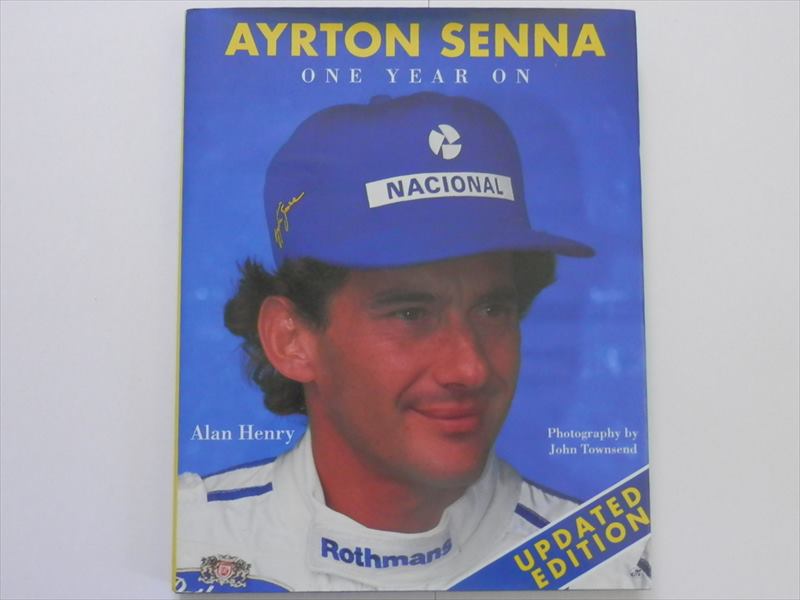 AYRTON SENNA
ONE YEAR ON
NACIONAL
Alan Henry
Photography by
John Townsend
UPDATED
EDITION
Rothmans